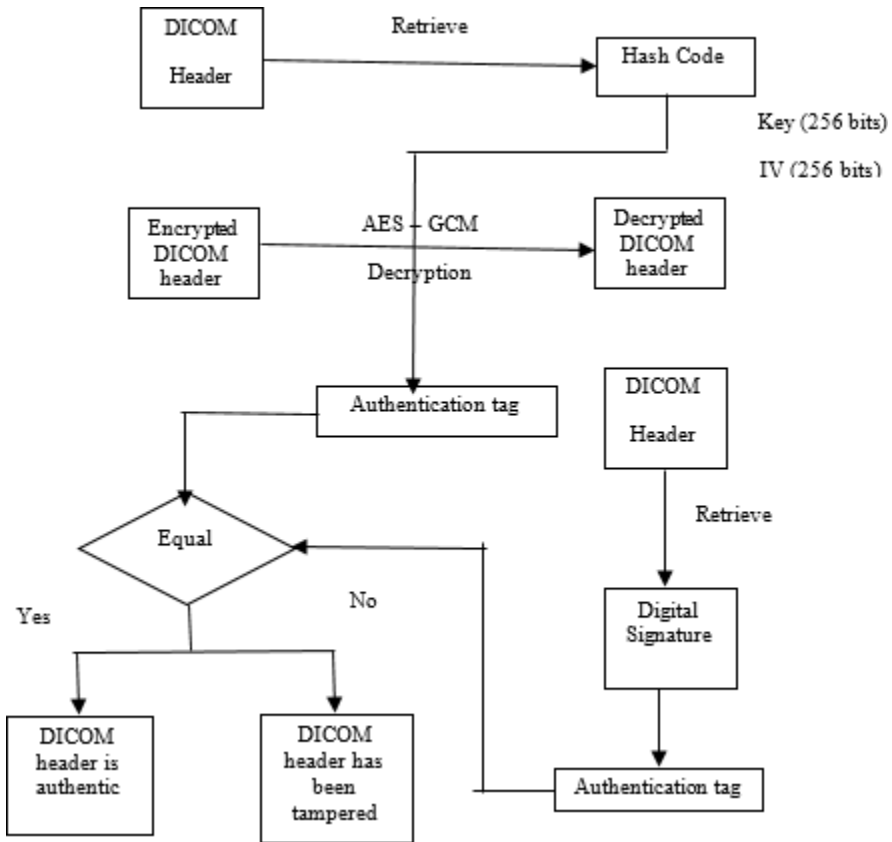 DICOM
Header
Retrieve
Hash Code
Key (256 bits)
IV (256 bits)
Encrypted
DICOM
header
AES – GCM
Decryption
Decrypted
DICOM
header
Authentication tag
DICOM
Header
Retrieve
Equal
Yes
No
Digital
Signature
DICOM
header is
authentic
DICOM
header has
been
tampered
Authentication tag